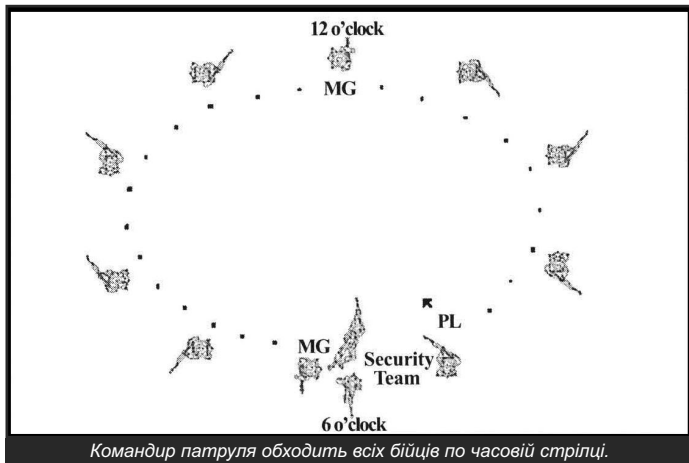 12 o'clock
MG
PL
MG
Security
Team
6 o'clock
Командир патруля обходить всіх бійців по часовій стрілці.